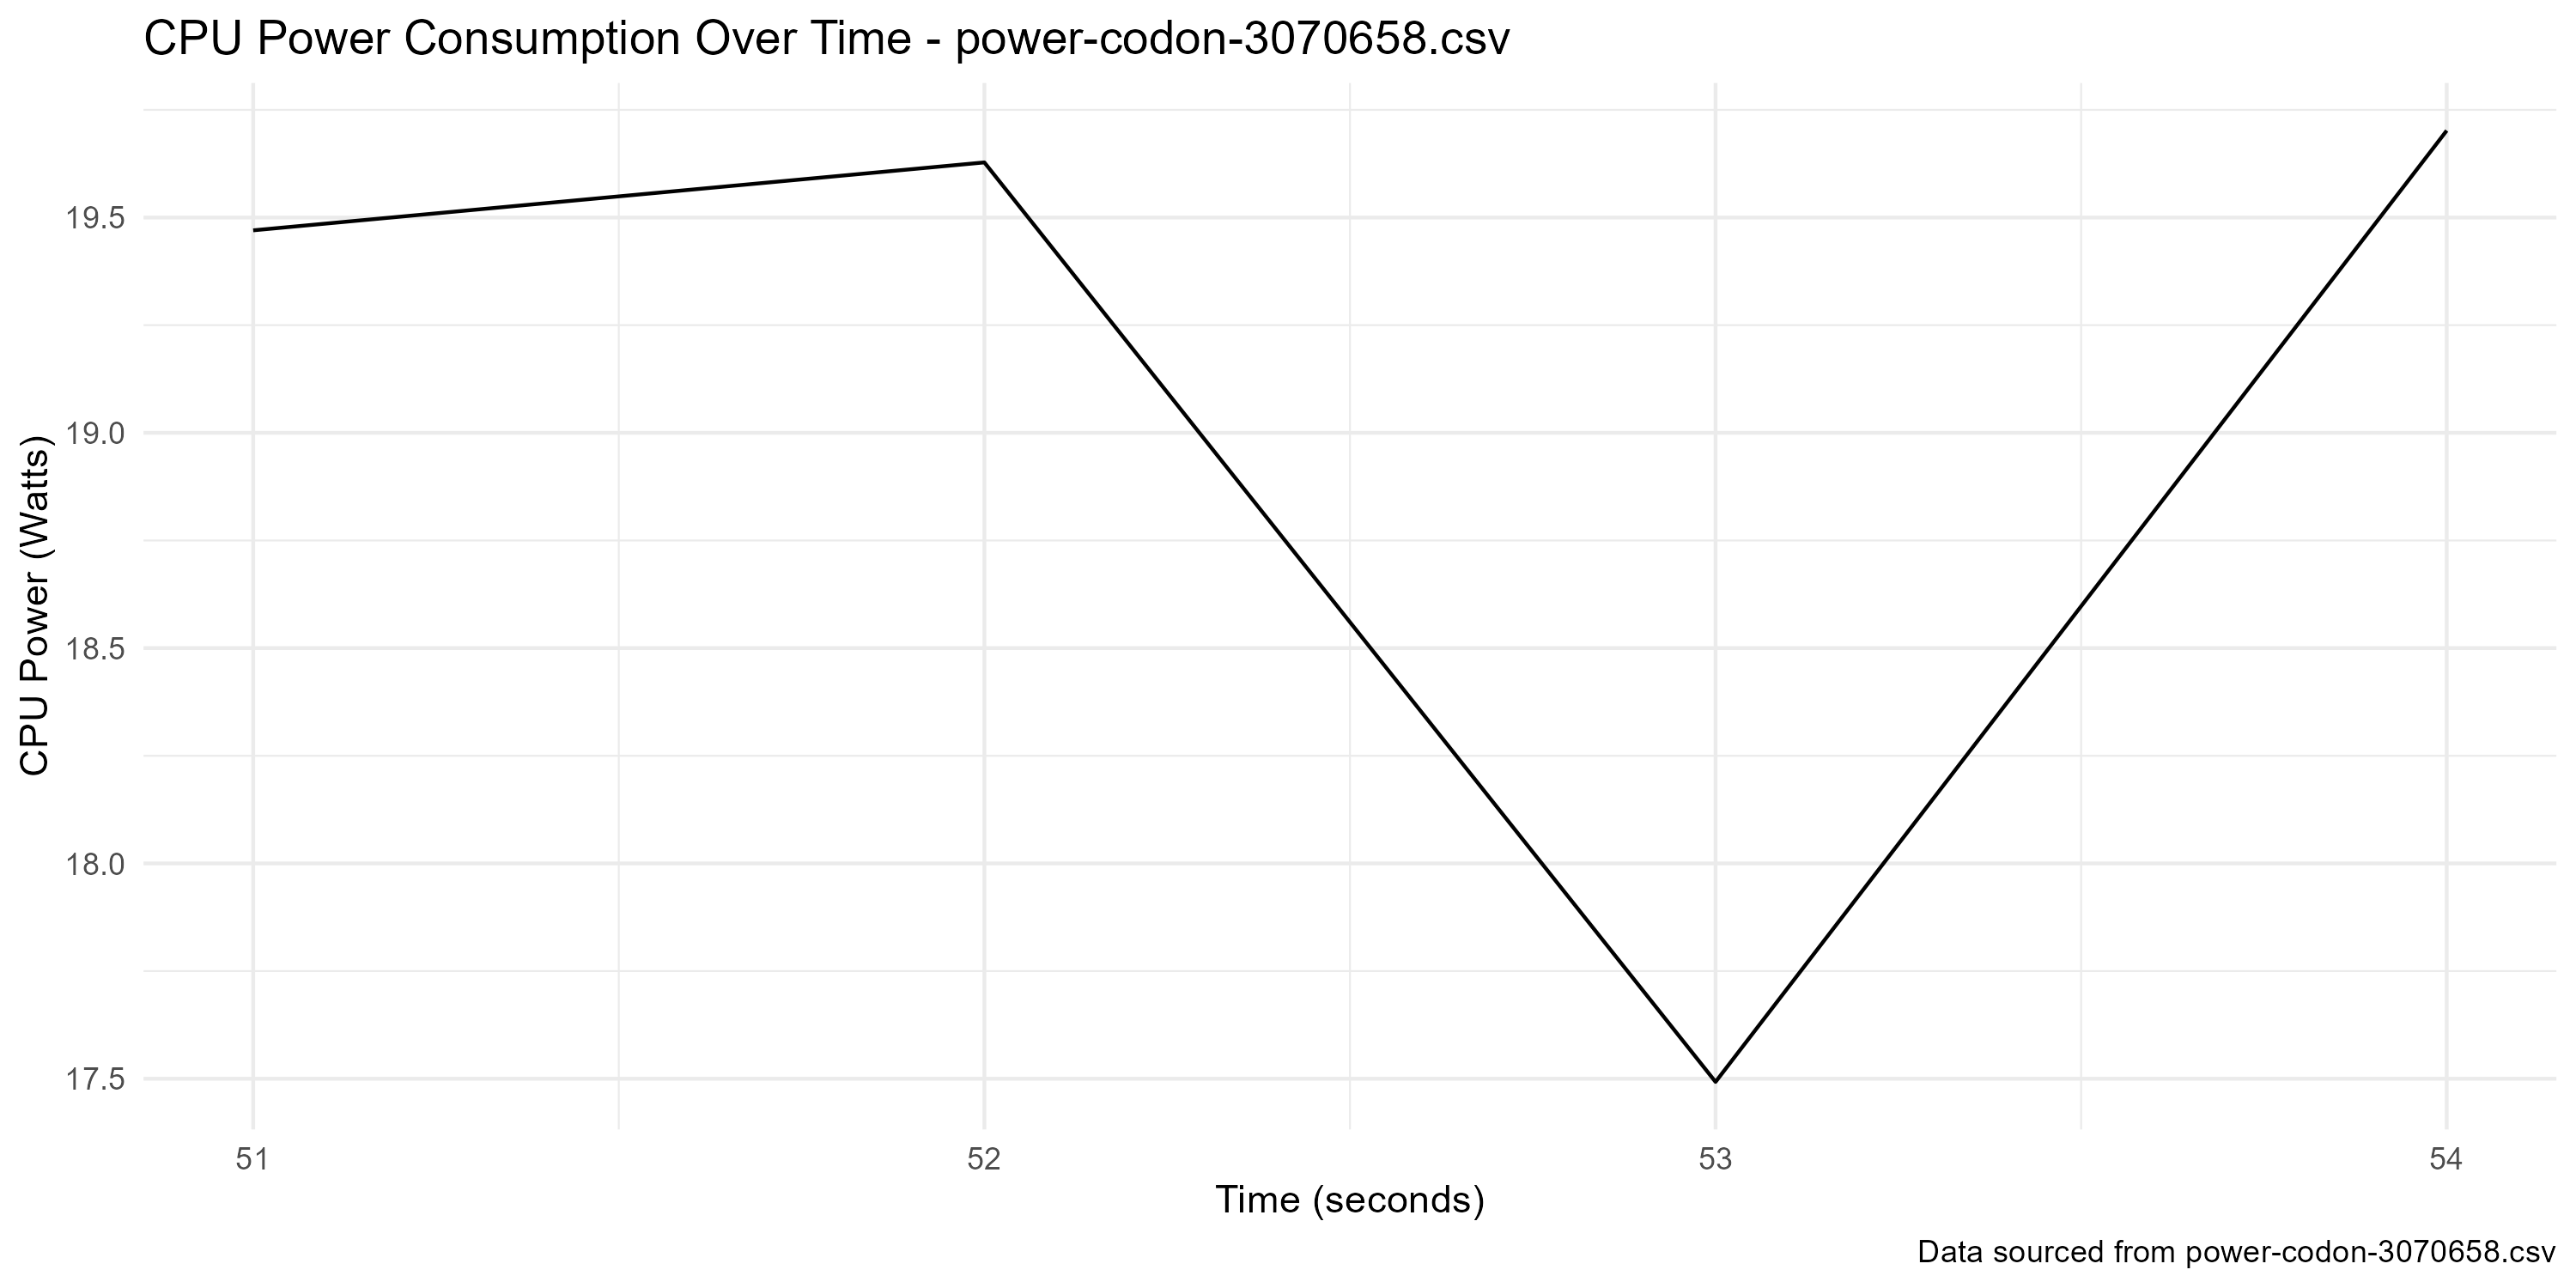 CPU Power Consumption Over Time - power-codon-3070658.csv
CPU Power (Watts)
19.5
19.0
18.5
18.0
17.5
51 52 53 54
Time (seconds)
Data sourced from power-codon-3070658.csv